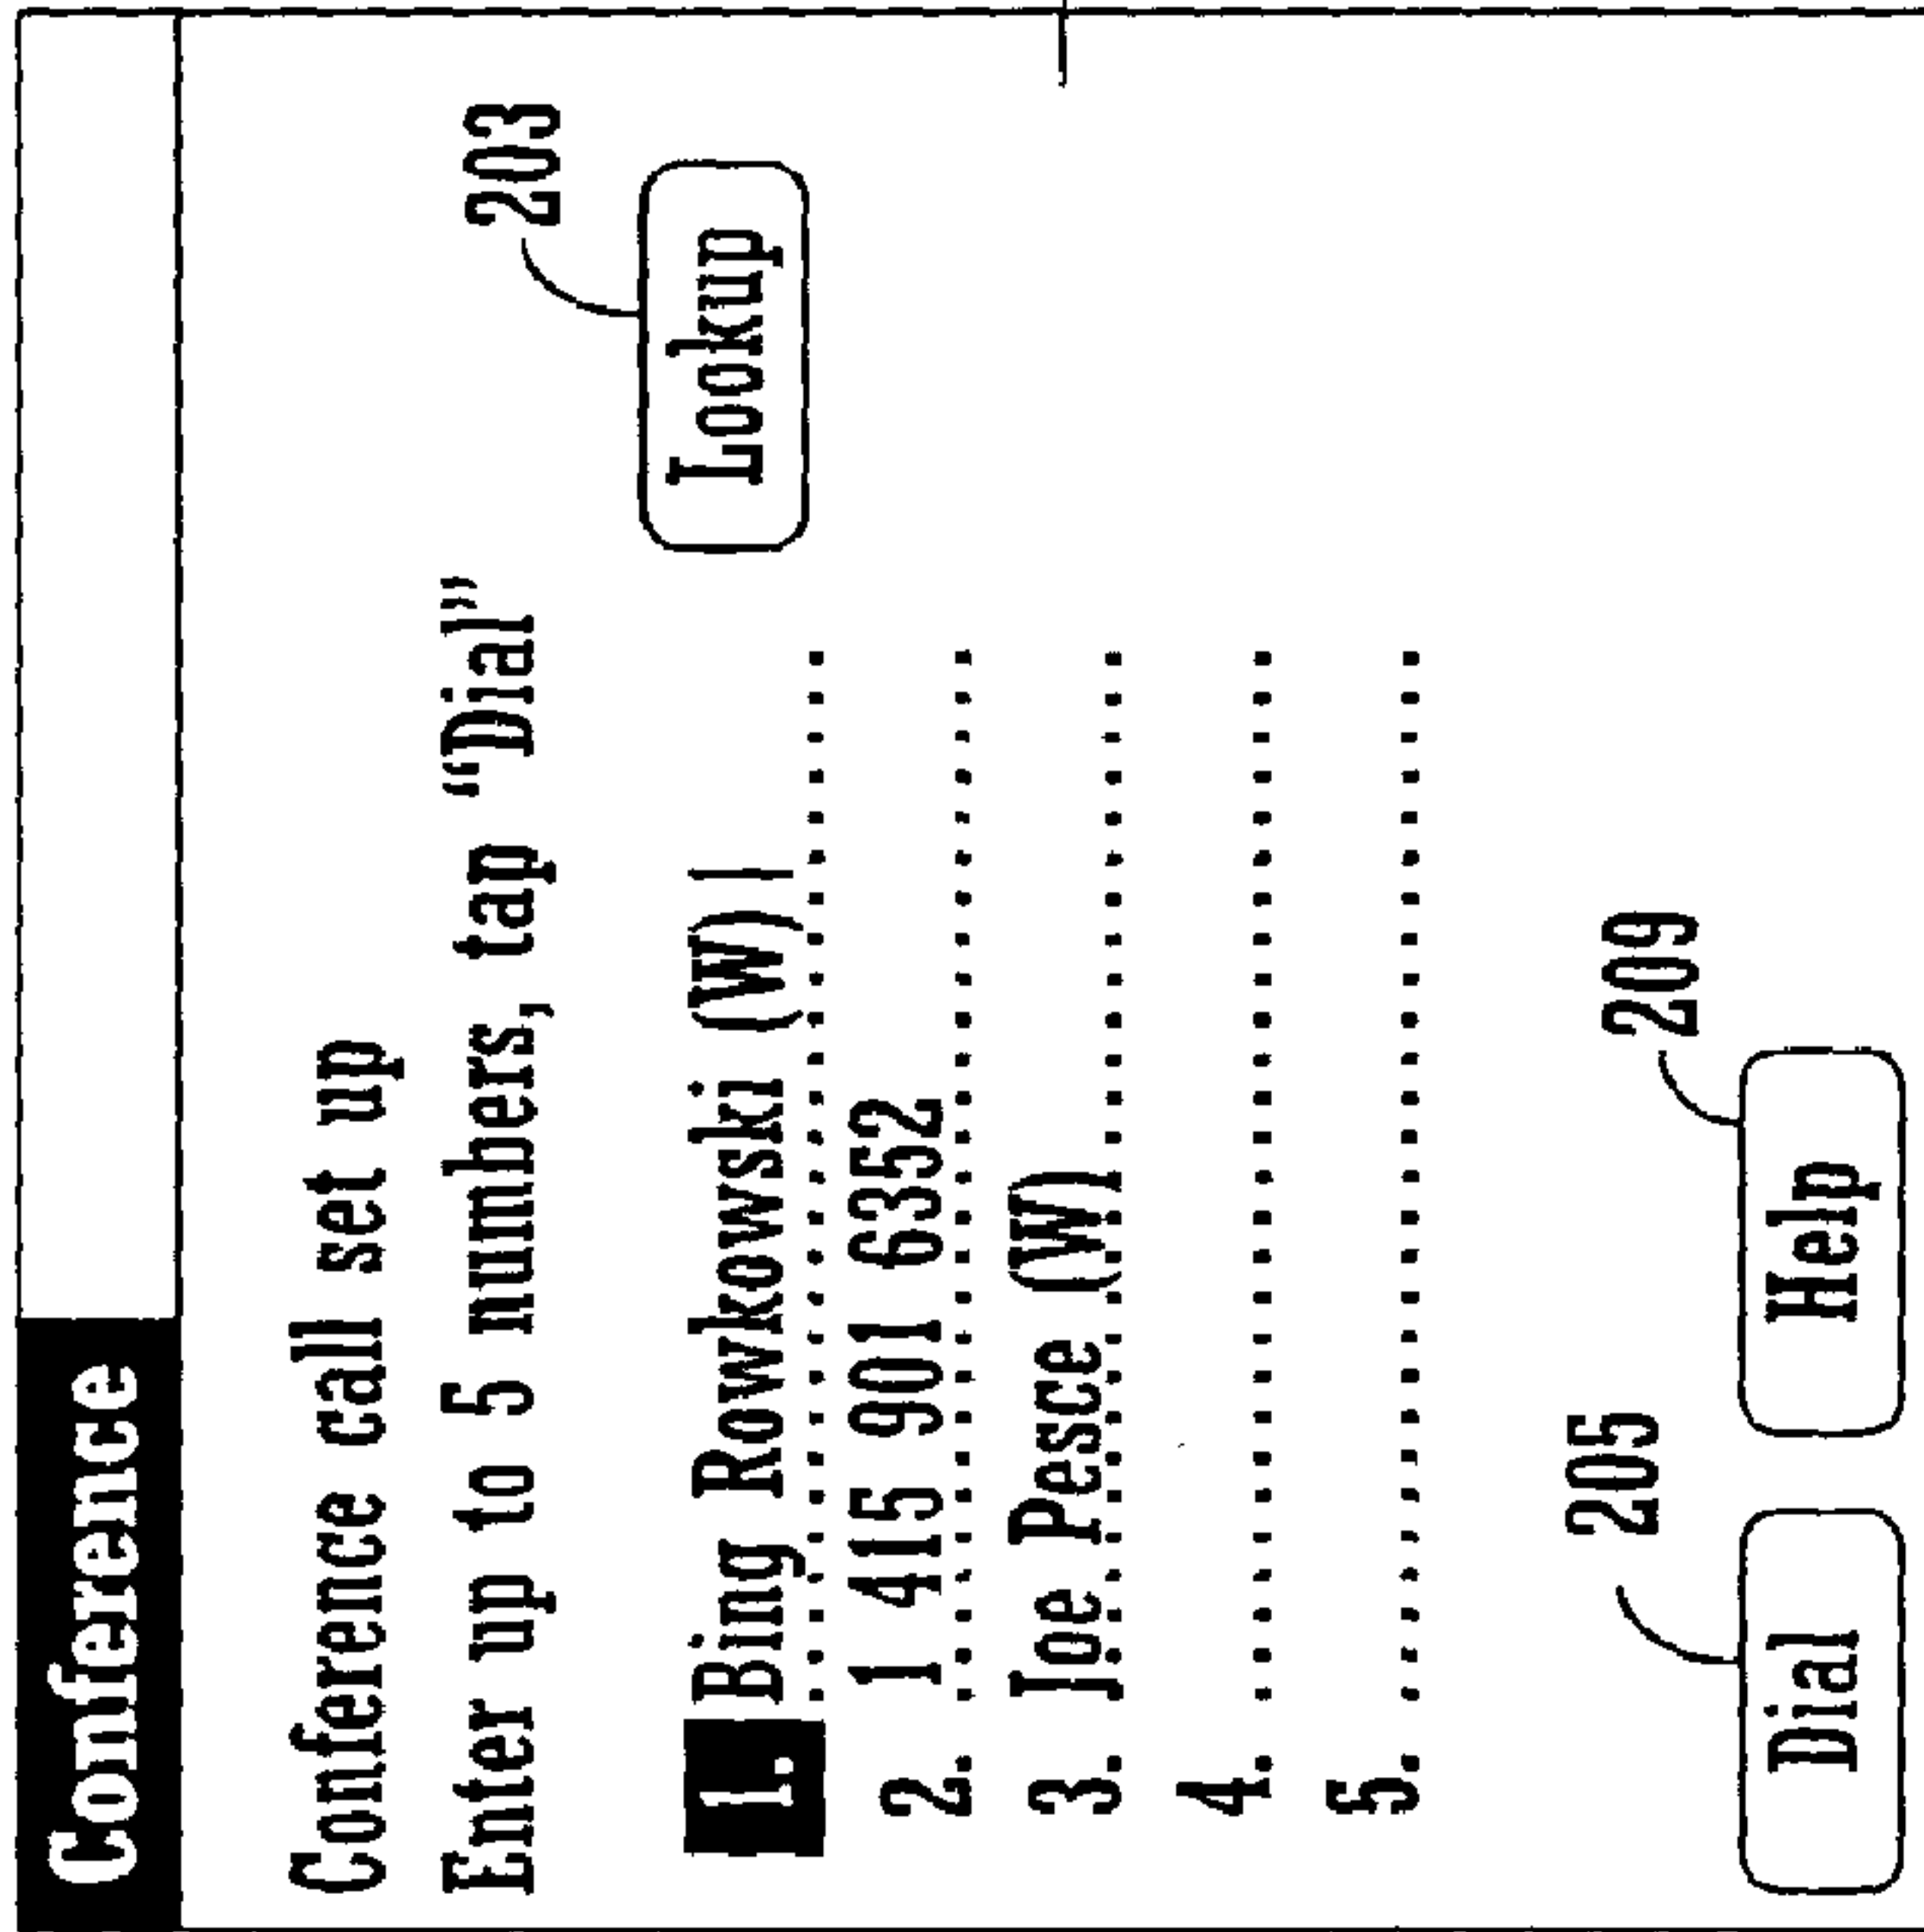 Conference
Conference call set up
Enter up to 5 numbers, tap “Dial”
203
1. Bing Rowkowski (W)
Lookup
2. 1 415 901 6352
3. Joe Pesce (W)
4.
5.
205
209
Dial
Help